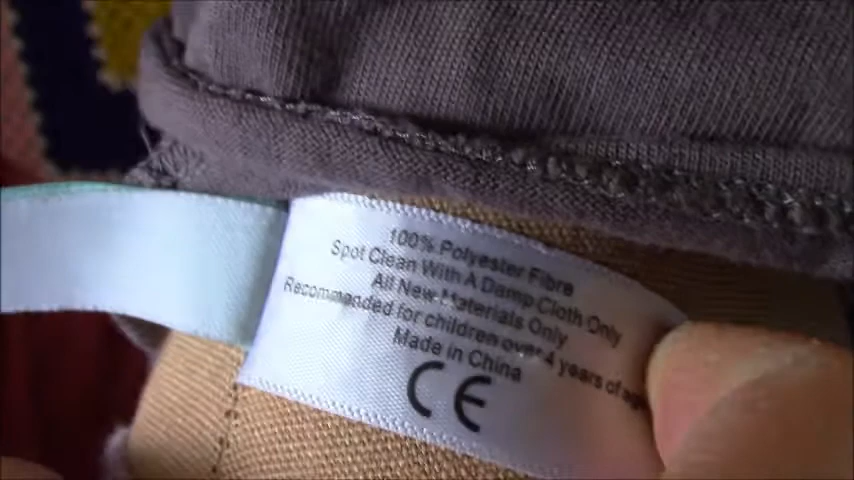 100% Polyester Fibre
Spot Clean With A Damp Cloth Only
All New Materials Only
Recommended for children over 4 years of age
Made in China
CE